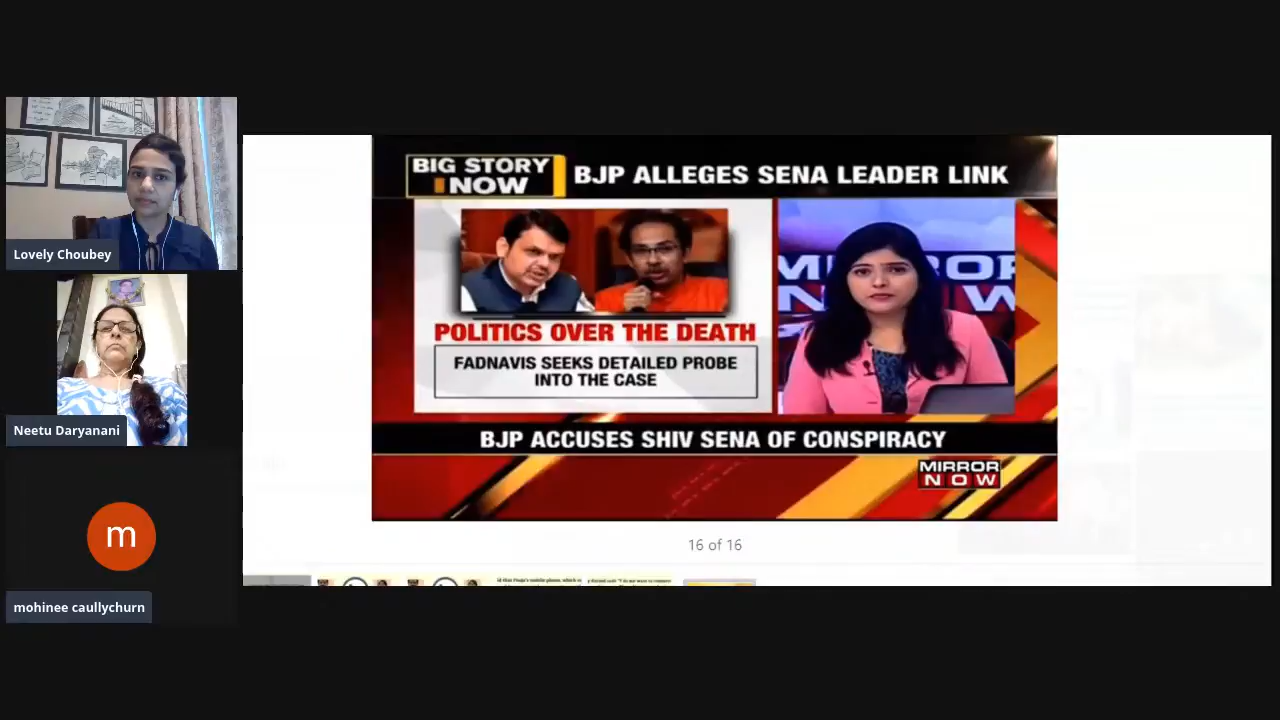 Lovely Choubey
Neetu Daryanani
m
mohinee caullychurn
BIG STORY
NOW
BJP ALLEGES SENA LEADER LINK
POLITICS OVER THE DEATH
FADNAVIS SEEKS DETAILED PROBE
INTO THE CASE
BJP ACCUSES SHIV SENA OF CONSPIRACY
MIRROR
NOW
16 of 16